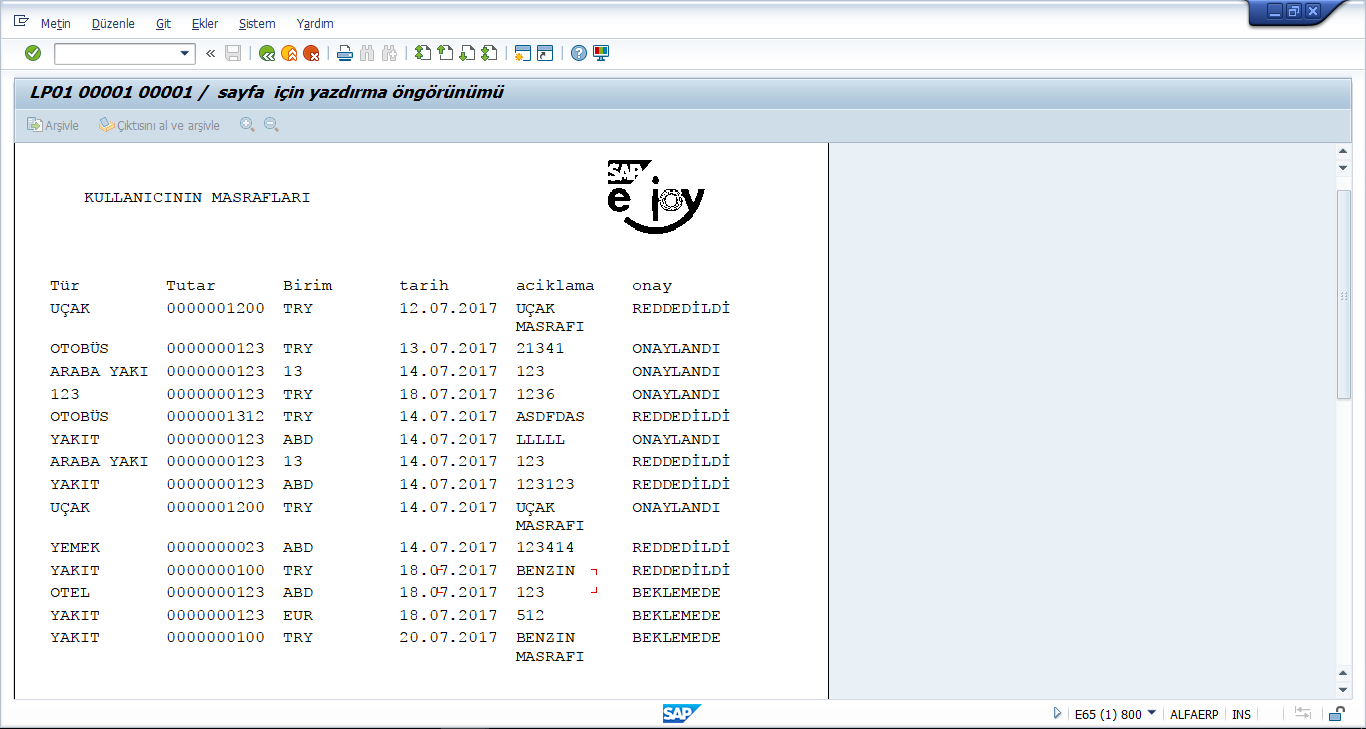 Metin Düzenle Git Ekler Sistem Yardım
LP01 00001 00001 / sayfa için yazdırma öngörünümü
Arşivle Çıktısını al ve arşivle
SAP
e joy
KULLANICININ MASRAFLARI
Tür Tutar Birim tarih aciklama onay
UÇAK 0000001200 TRY 12.07.2017 UÇAK REDDEDİLDİ
MASRAFI
OTOBÜS 0000000123 TRY 13.07.2017 21341 ONAYLANDI
ARABA YAKI 0000000123 13 14.07.2017 123 ONAYLANDI
123 0000000123 TRY 18.07.2017 1236 ONAYLANDI
OTOBÜS 0000001312 TRY 14.07.2017 ASDFDAS REDDEDİLDİ
YAKIT 0000000123 ABD 14.07.2017 LLLLL ONAYLANDI
ARABA YAKI 0000000123 13 14.07.2017 123 REDDEDİLDİ
YAKIT 0000000123 ABD 14.07.2017 123123 REDDEDİLDİ
UÇAK 0000001200 TRY 14.07.2017 UÇAK ONAYLANDI
MASRAFI
YEMEK 0000000023 ABD 14.07.2017 123414 REDDEDİLDİ
YAKIT 0000000100 TRY 18.07.2017 BENZIN REDDEDİLDİ
OTEL 0000000123 ABD 18.07.2017 123 BEKLEMEDE
YAKIT 0000000123 EUR 18.07.2017 512 BEKLEMEDE
YAKIT 0000000100 TRY 20.07.2017 BENZIN BEKLEMEDE
MASRAFI
SAP E65 (1) 800 ALFAERP INS